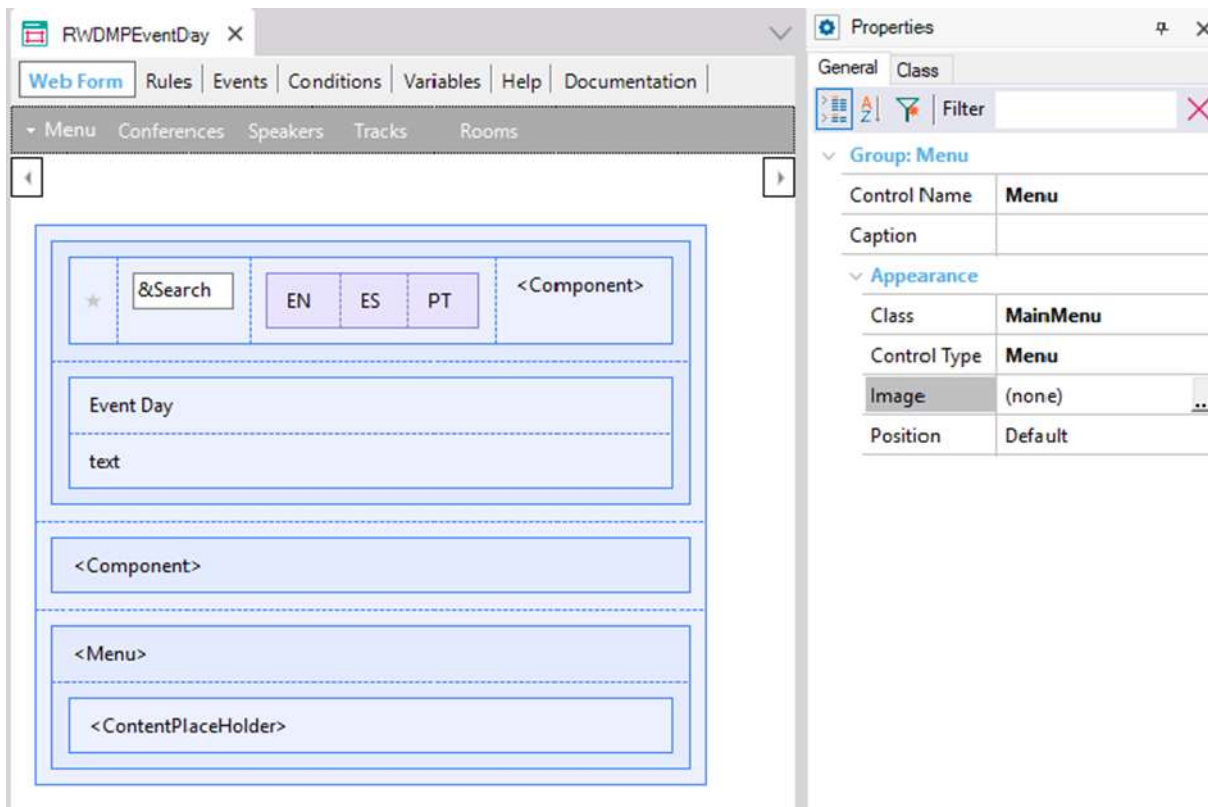 RWDMPEventDay
Web Form Rules Events Conditions Variables Help Documentation
Menu Conferences Speakers Tracks Rooms
&Search EN ES PT <Component>
Event Day
text
<Component>
<Menu>
<ContentPlaceHolder>
Properties
General Class
A Z Filter
Group: Menu
Control Name Menu
Caption
Appearance
Class MainMenu
Control Type Menu
Image (none) ...
Position Default